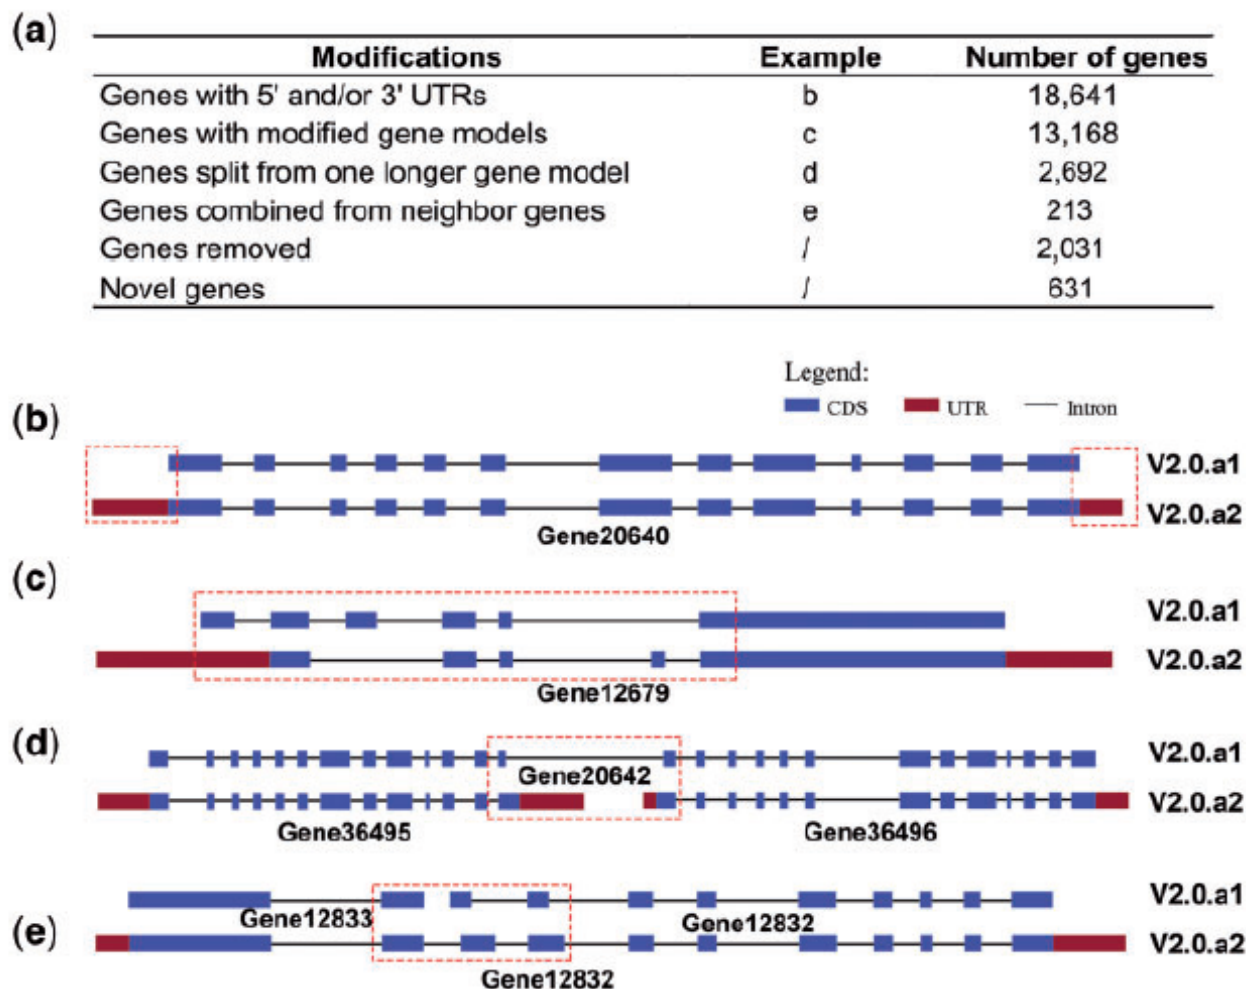 (a)
Modifications Example Number of genes
Genes with 5' and/or 3' UTRs b 18,641
Genes with modified gene models c 13,168
Genes split from one longer gene model d 2,692
Genes combined from neighbor genes e 213
Genes removed / 2,031
Novel genes / 631
Legend:
CDS UTR Intron
(b)
V2.0.a1
V2.0.a2
Gene20640
(c)
V2.0.a1
V2.0.a2
Gene12679
(d)
V2.0.a1
Gene20642
V2.0.a2
Gene36495 Gene36496
V2.0.a1
Gene12833 Gene12832
(e)
V2.0.a2
Gene12832